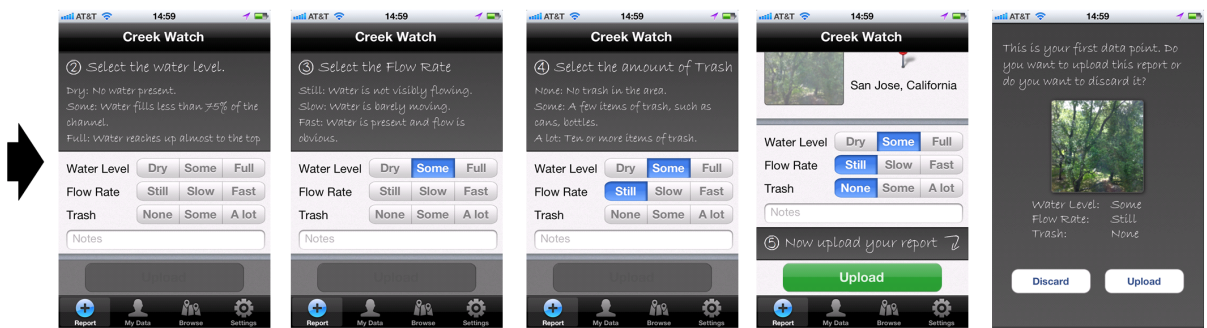 AT&T 14:59
Creek Watch
② Select the water level.
Dry: No water present.
Some: Water fills less than 75% of the
channel.
Full: Water reaches up almost to the top
Water Level Dry Some Full
Flow Rate Still Slow Fast
Trash None Some A lot
Notes
Upload
Report My Data Browse Settings
AT&T 14:59
Creek Watch
③ Select the Flow Rate
Still: Water is not visibly flowing.
Slow: Water is barely moving.
Fast: Water is present and flow is
obvious.
Water Level Dry Some Full
Flow Rate Still Slow Fast
Trash None Some A lot
Notes
Upload
Report My Data Browse Settings
AT&T 14:59
Creek Watch
④ Select the amount of Trash
None: No trash in the area.
Some: A few items of trash, such as
cans, bottles.
A lot: Ten or more items of trash.
Water Level Dry Some Full
Flow Rate Still Slow Fast
Trash None Some A lot
Notes
Upload
Report My Data Browse Settings
AT&T 14:59
Creek Watch
San Jose, California
Water Level Dry Some Full
Flow Rate Still Slow Fast
Trash None Some A lot
Notes
⑤ Now upload your report
Upload
Report My Data Browse Settings
AT&T 14:59
This is your first data point. Do
you want to upload this report or
do you want to discard it?
Water Level: Some
Flow Rate: Still
Trash: None
Discard Upload